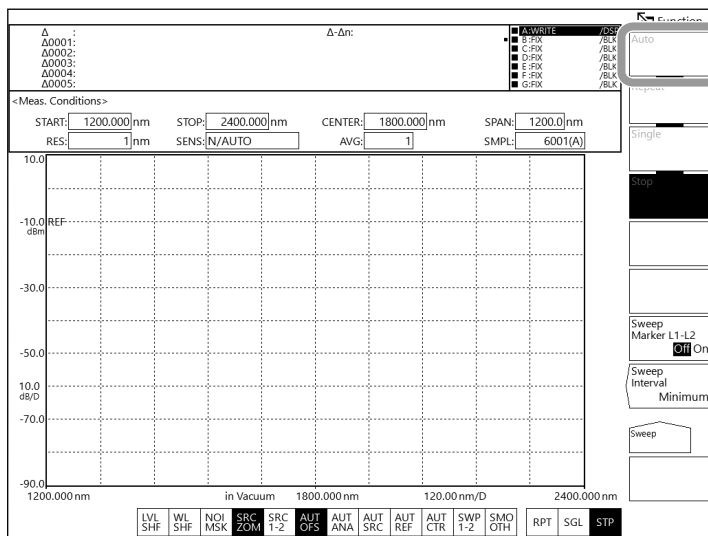 Function
Δ : Δ-Δn:
Δ0001:
Δ0002:
Δ0003:
Δ0004:
Δ0005:
A:WRITE /DSP
B:FIX /BLK
C:FIX /BLK
D:FIX /BLK
E:FIX /BLK
F:FIX /BLK
G:FIX /BLK
<Meas. Conditions>
START: 1200.000 nm STOP: 2400.000 nm CENTER: 1800.000 nm SPAN: 1200.0 nm
RES: 1 nm SENS: N/AUTO AVG: 1 SMPL: 6001(A)
10.0
-10.0 REF
dBm
-30.0
-50.0
10.0
dB/D
-70.0
-90.0
1200.000 nm in Vacuum 1800.000 nm 120.00 nm/D 2400.000 nm
LVL SHF
WL SHF
NOI MSK
SRC ZOM
SRC 1-2
AUT OFS
AUT ANA
AUT SRC
AUT REF
AUT CTR
SWP 1-2
SMO OTH
RPT
SGL
STP
Auto
Repeat
Single
Stop
Sweep
Marker L1-L2
Off On
Sweep
Interval
Minimum
Sweep